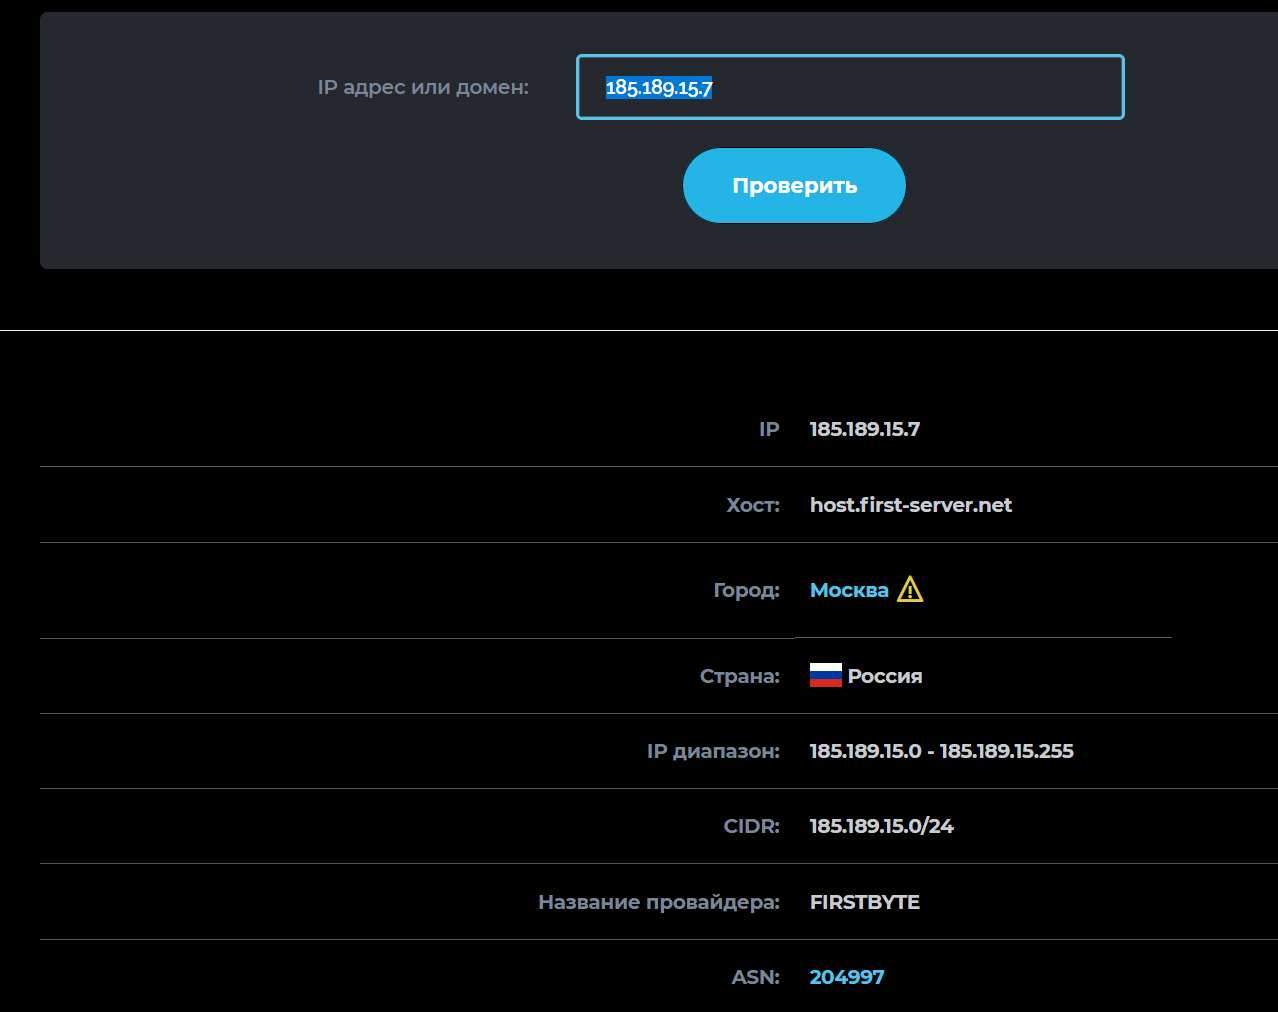 IP адрес или домен: 185.189.15.7
Проверить
IP 185.189.15.7
Хост: host.first-server.net
Город: Москва
Страна: Россия
IP диапазон: 185.189.15.0 - 185.189.15.255
CIDR: 185.189.15.0/24
Название провайдера: FIRSTBYTE
ASN: 204997